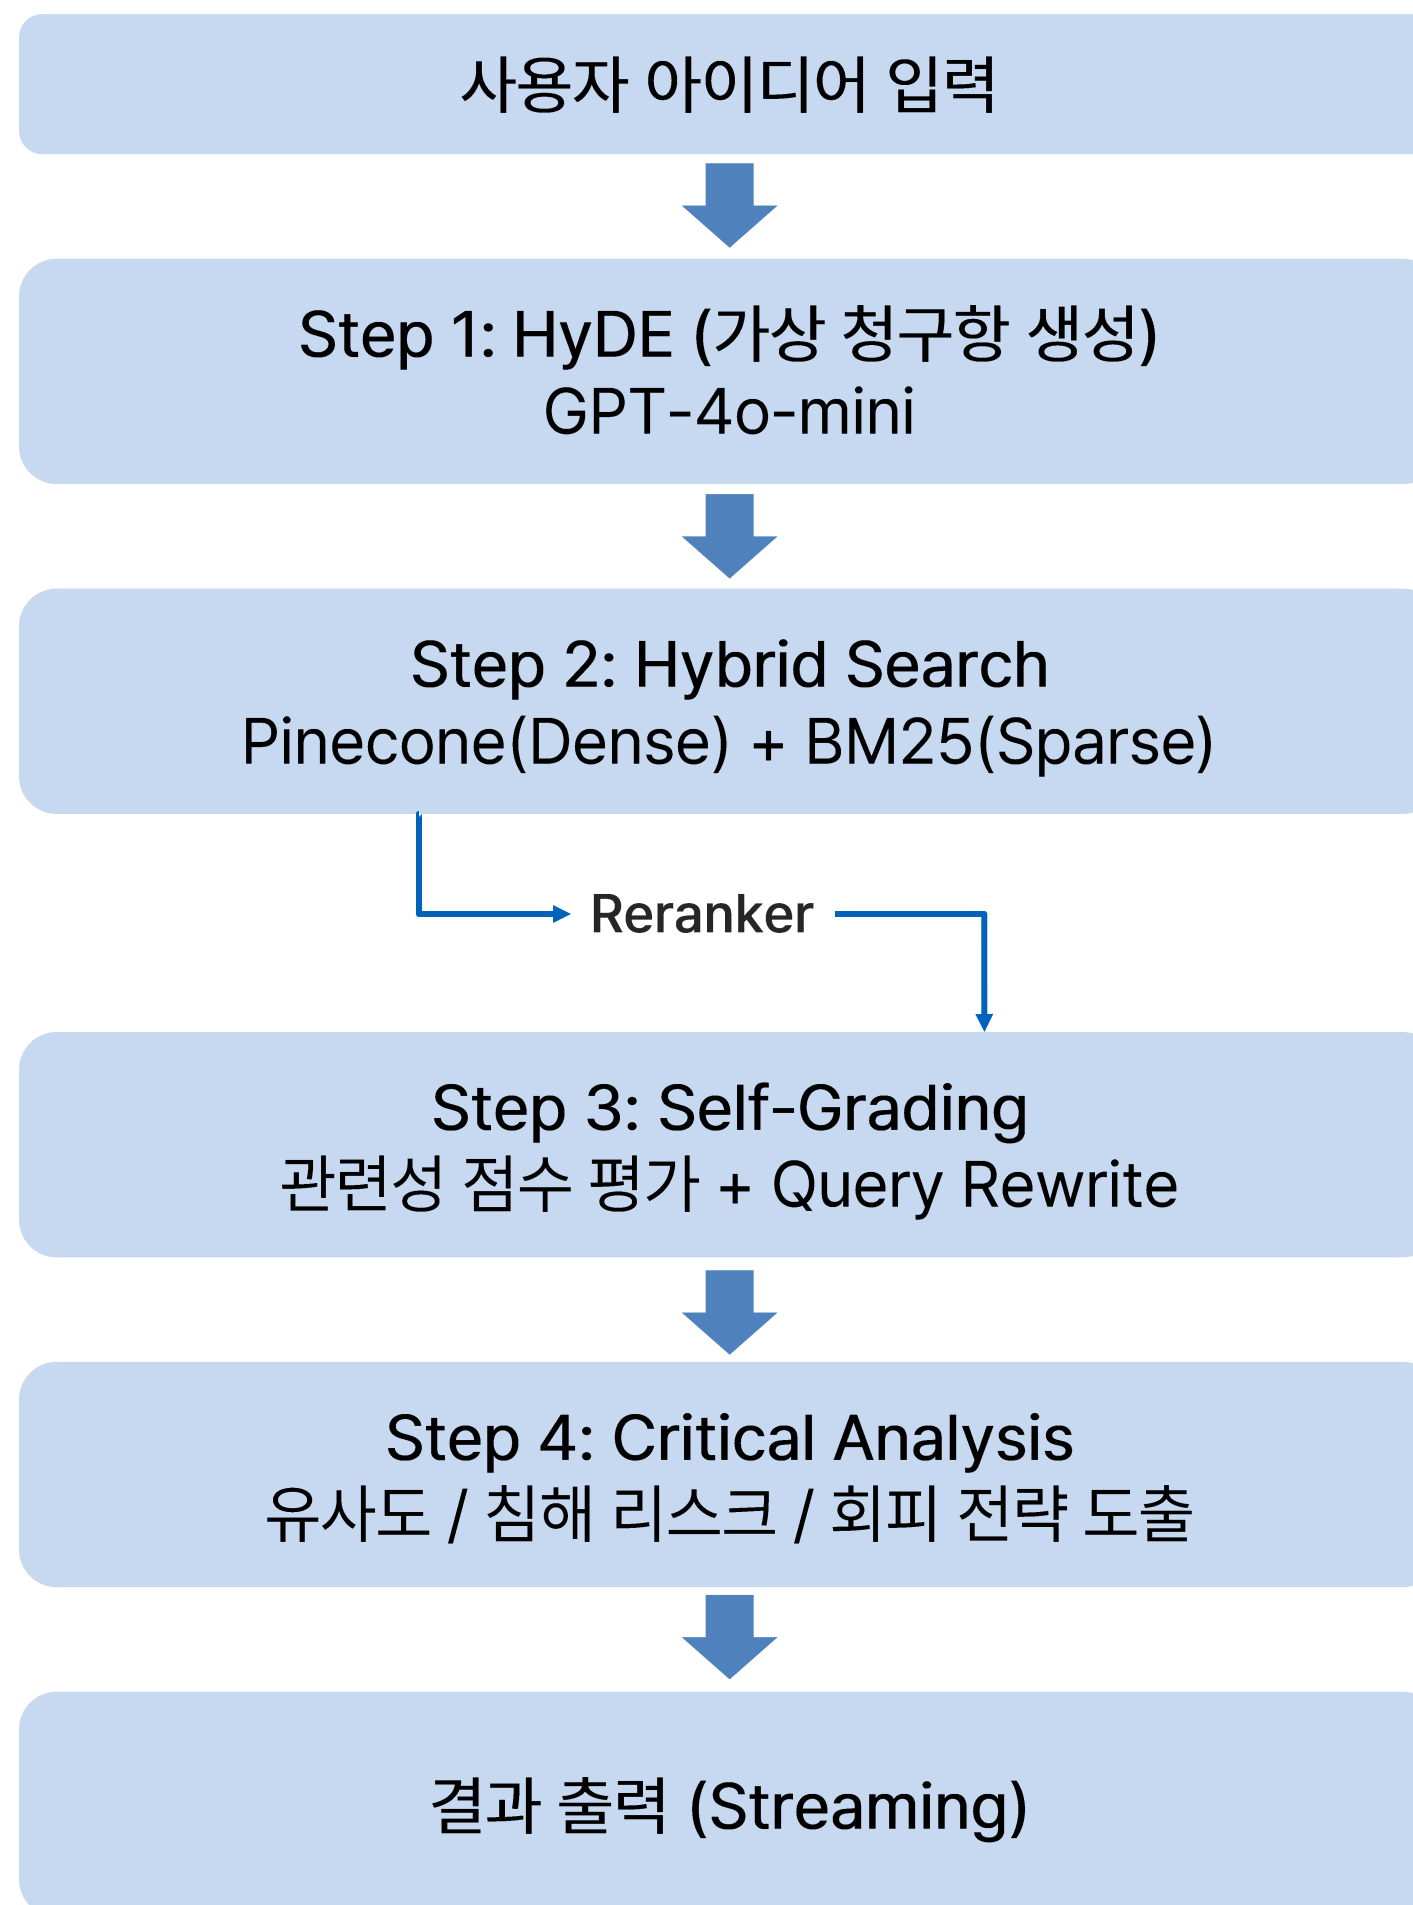 사용자 아이디어 입력
Step 1: HyDE (가상 청구항 생성)
GPT-4o-mini
Step 2: Hybrid Search
Pinecone(Dense) + BM25(Sparse)
Reranker
Step 3: Self-Grading
관련성 점수 평가 + Query Rewrite
Step 4: Critical Analysis
유사도 / 침해 리스크 / 회피 전략 도출
결과 출력 (Streaming)